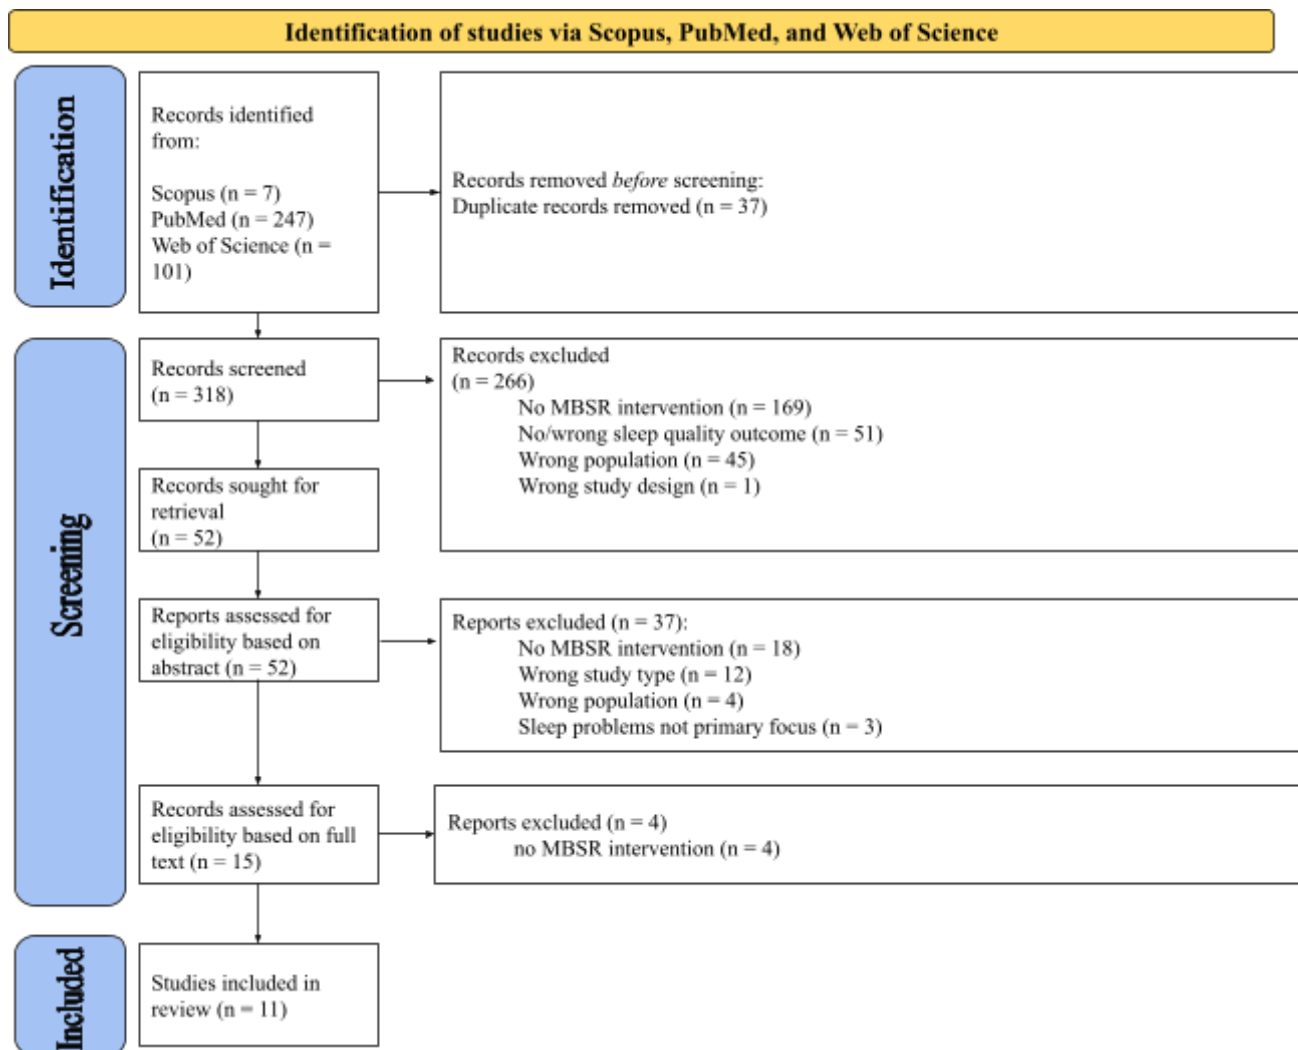 Identification of studies via Scopus, PubMed, and Web of Science
Identification
Records identified
from:
Scopus (n = 7)
PubMed (n = 247)
Web of Science (n =
101)
Records removed before screening:
Duplicate records removed (n = 37)
Screening
Records screened
(n = 318)
Records excluded
(n = 266)
No MBSR intervention (n = 169)
No/wrong sleep quality outcome (n = 51)
Wrong population (n = 45)
Wrong study design (n = 1)
Records sought for
retrieval
(n = 52)
Reports assessed for
eligibility based on
abstract (n = 52)
Reports excluded (n = 37):
No MBSR intervention (n = 18)
Wrong study type (n = 12)
Wrong population (n = 4)
Sleep problems not primary focus (n = 3)
Records assessed for
eligibility based on full
text (n = 15)
Reports excluded (n = 4)
no MBSR intervention (n = 4)
Included
Studies included in
review (n = 11)